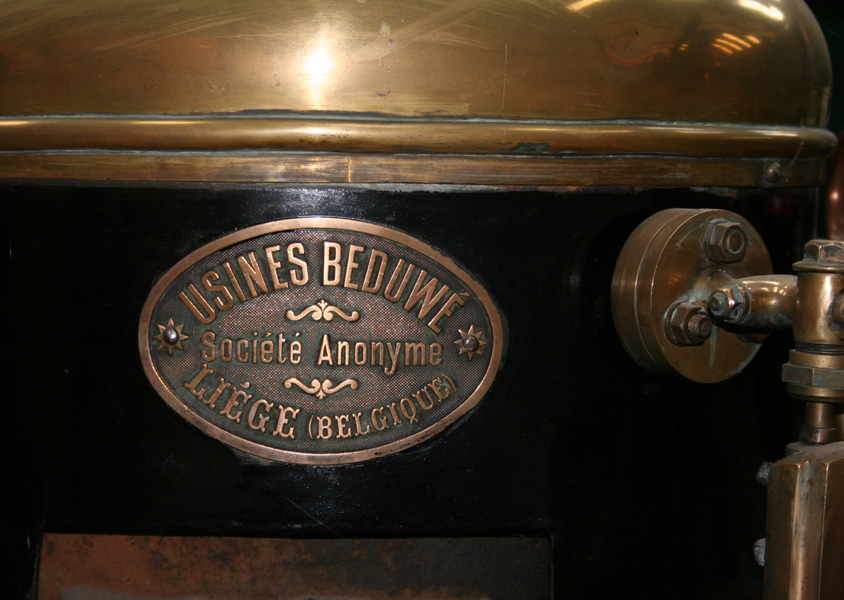 USINES BEDUWÉ
Société Anonyme
LIÉGE (BELGIQUE)